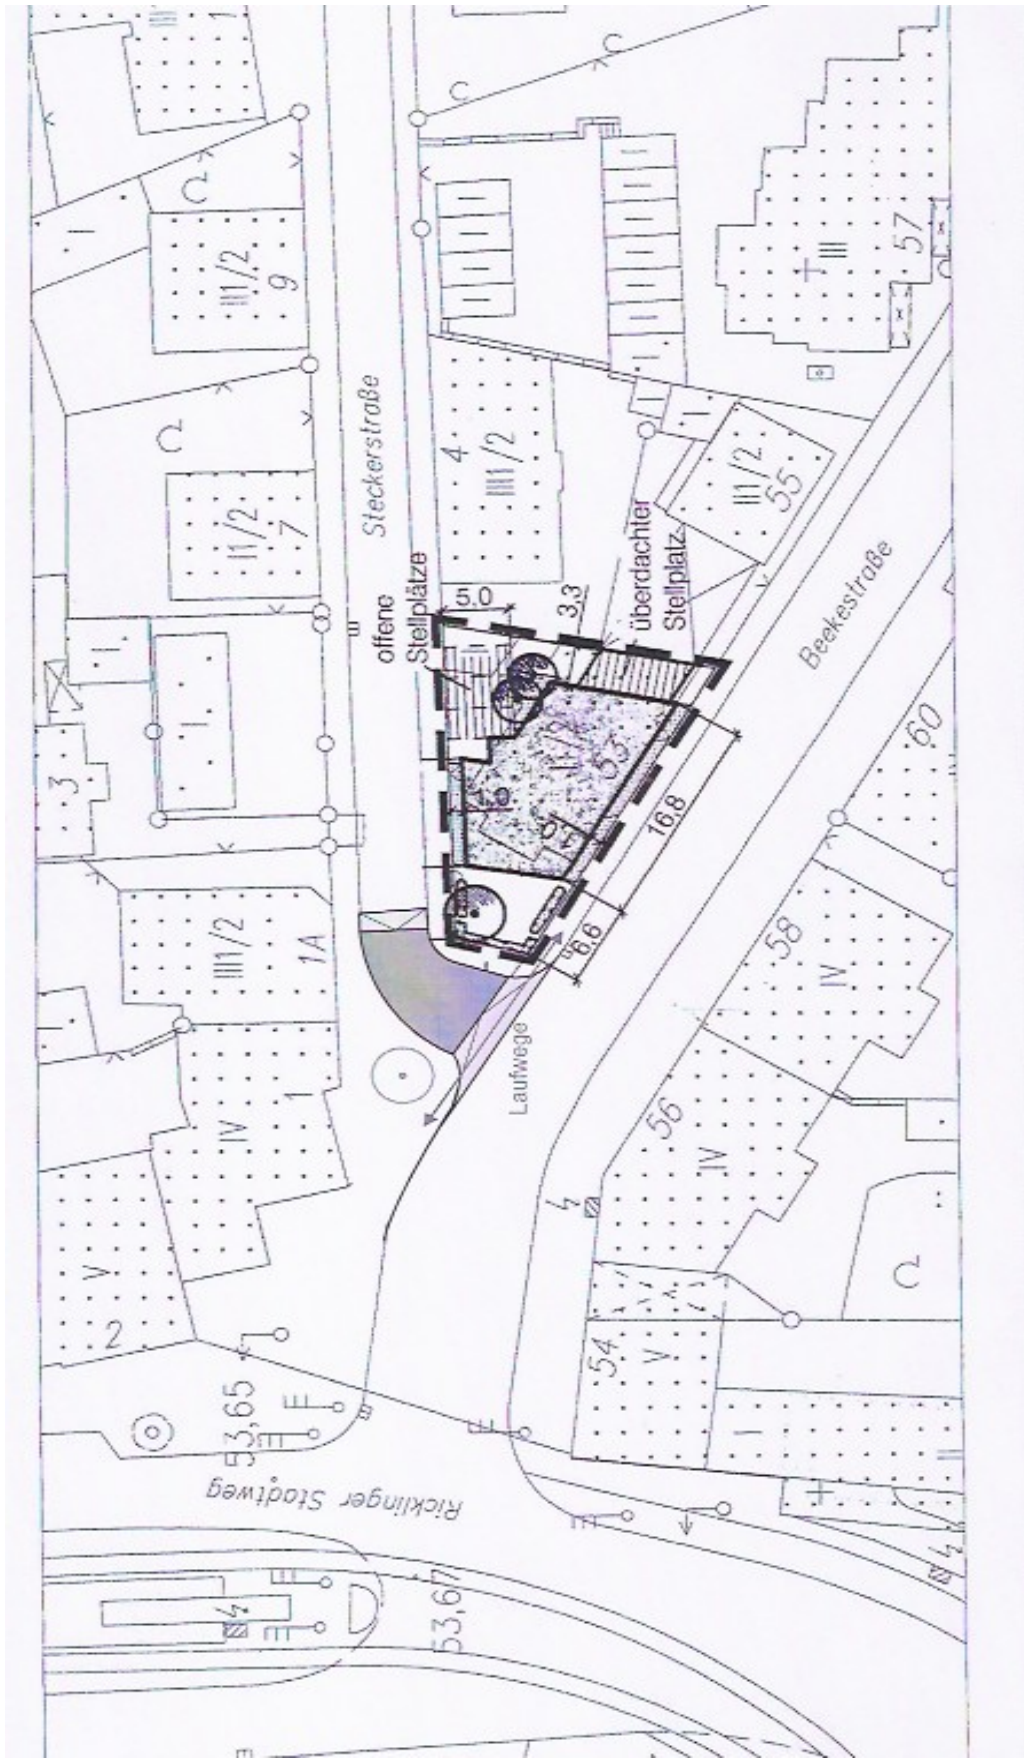 III1/2
9
Steckerstraße
4
III1/2
III
57
II1/2
7
II1/2
55
offene
Stellplätze
5.0
3,3
überdachter
Stellplatz
Beekestraße
3
53
60
16,8
6,6
III1/2
1A
58
IV
Laufwege
IV
1
56
IV
V
2
54
V
53,65
Ricklinger Stadtweg
53,67